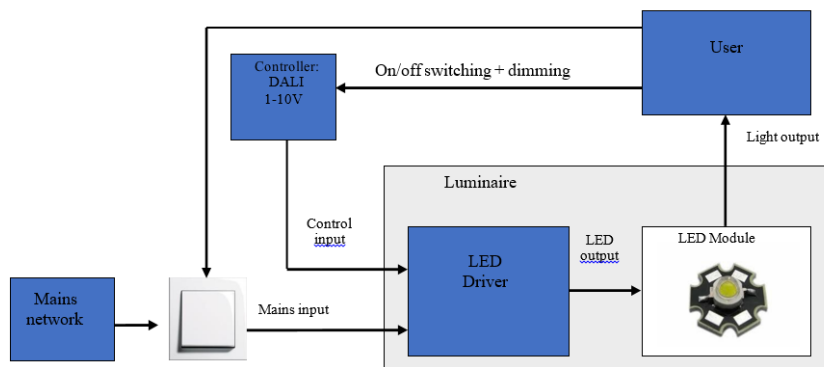 User
Controller:
DALI
1-10V
On/off switching + dimming
Light output
Luminaire
Control
input
LED
Driver
LED
output
LED Module
Mains
network
Mains input